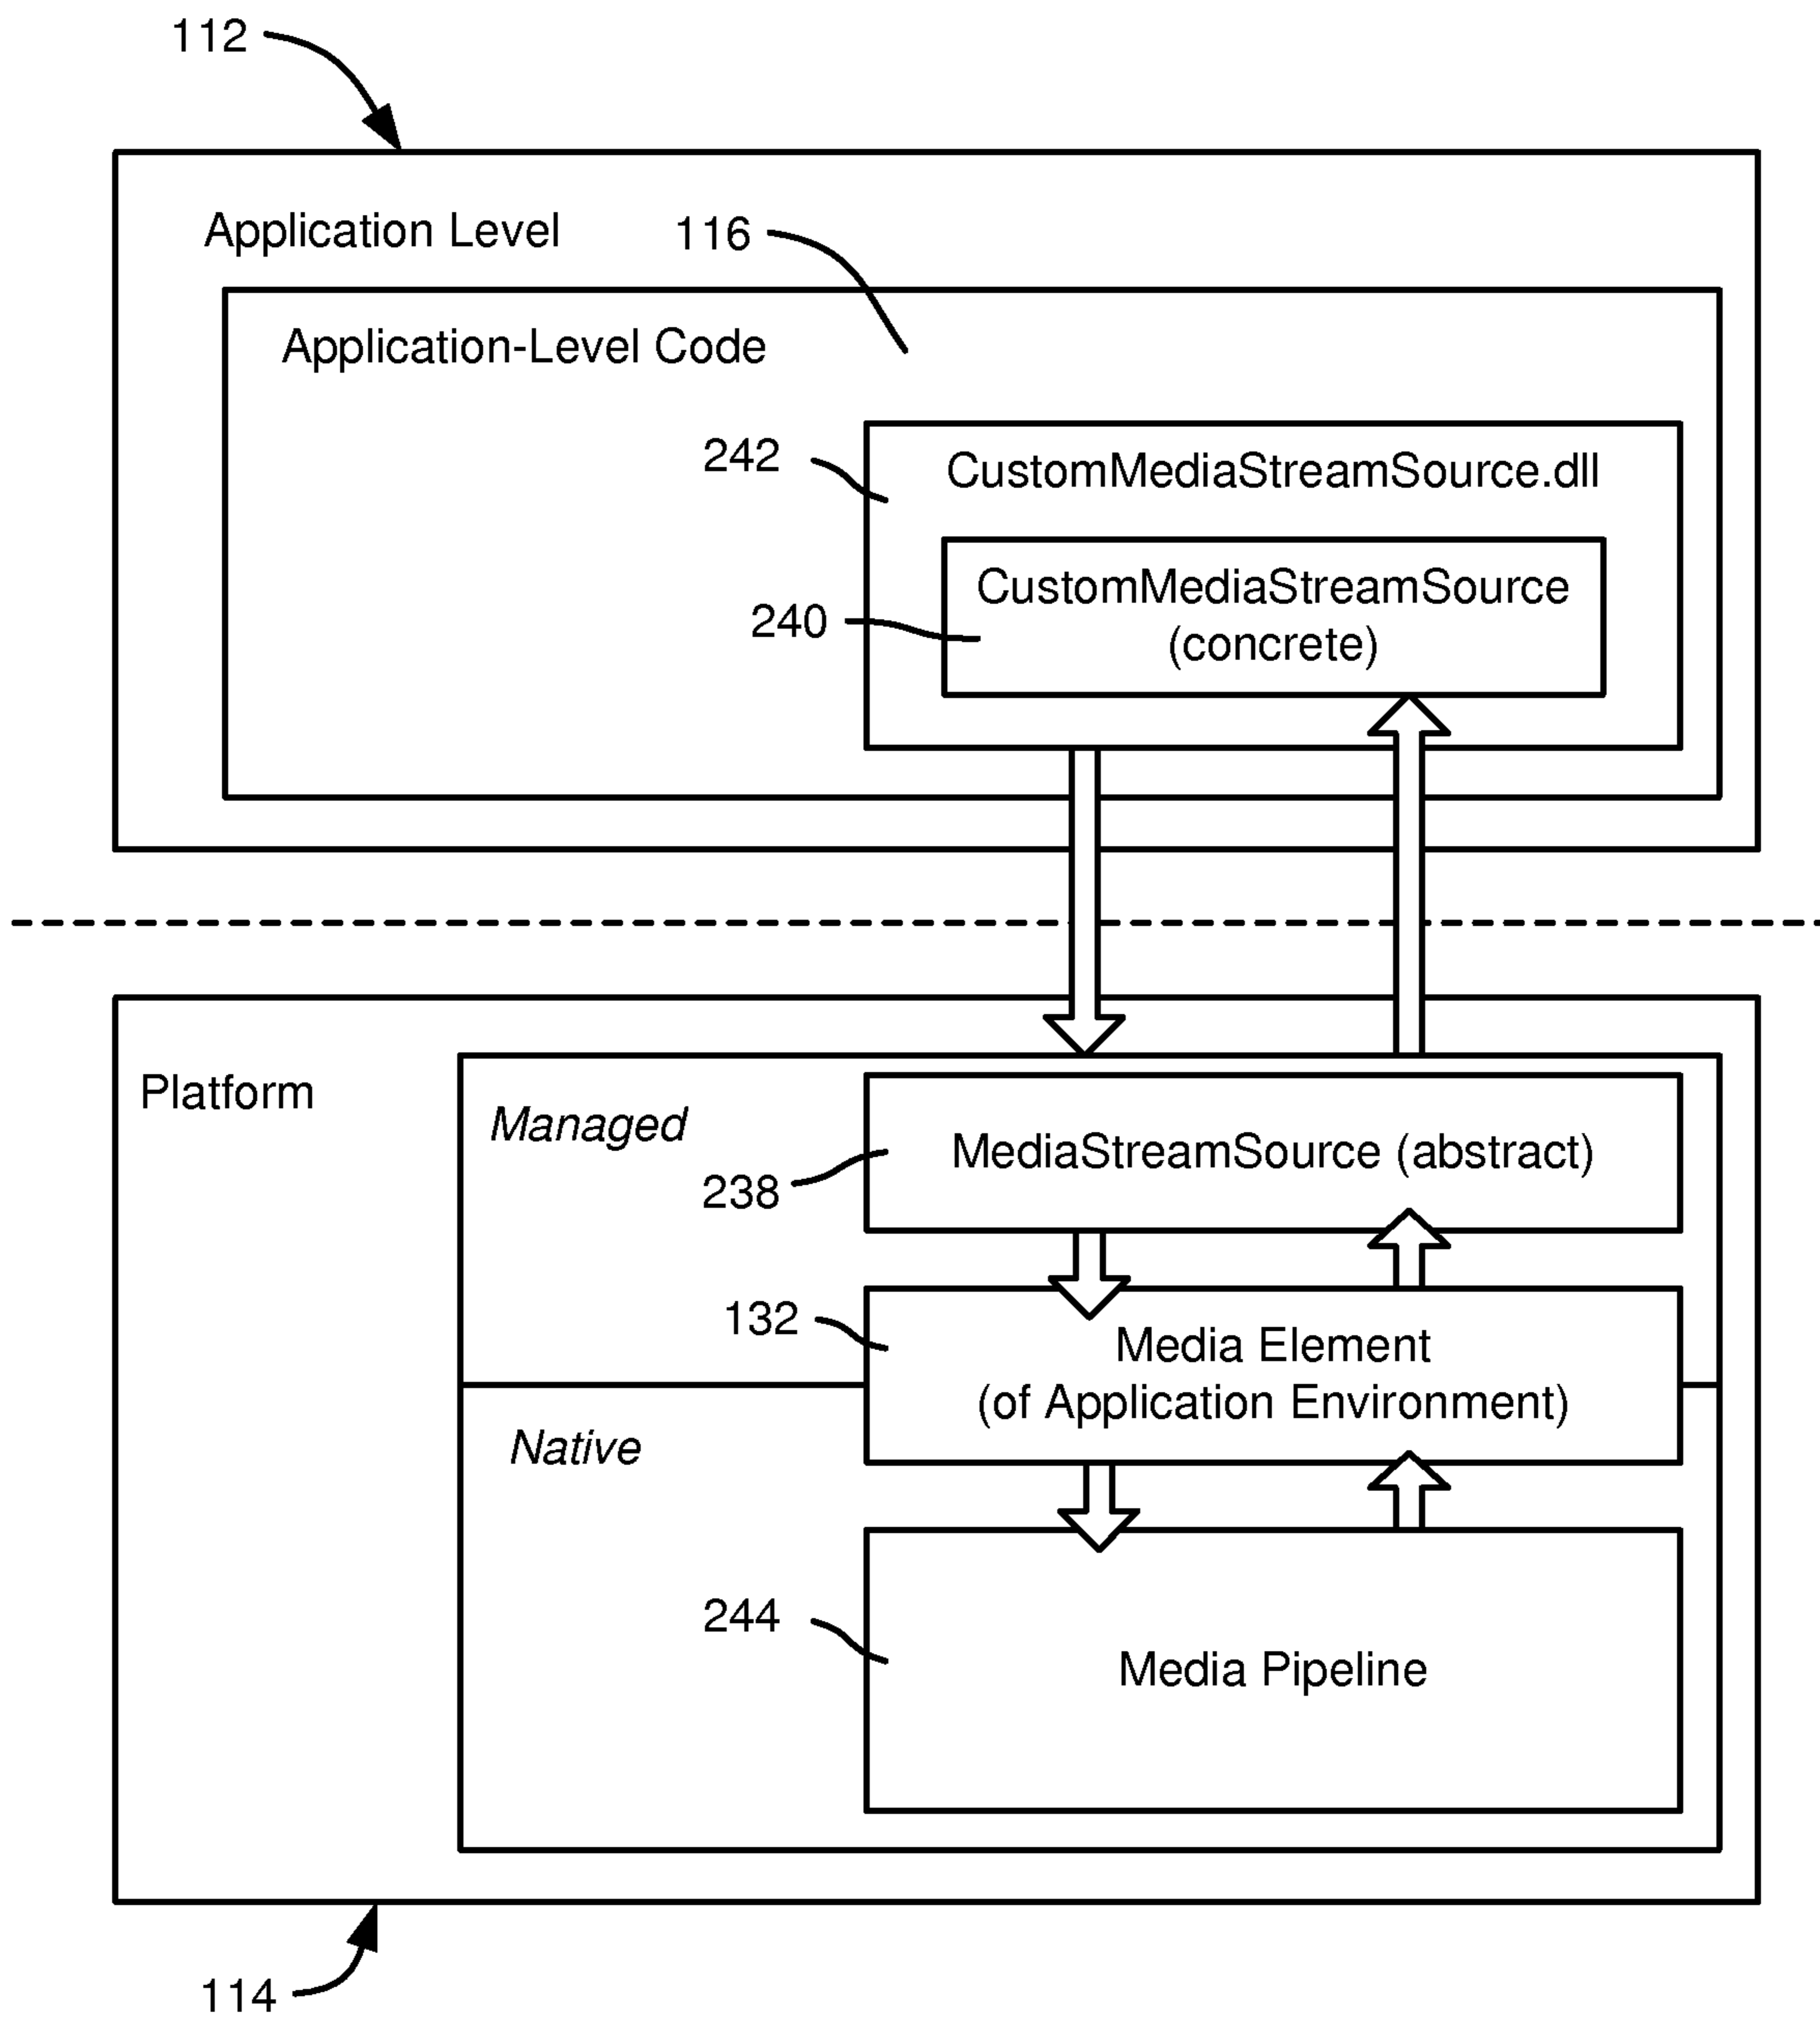 112
Application Level
116
Application-Level Code
242
CustomMediaStreamSource.dll
240
CustomMediaStreamSource
(concrete)
Platform
Managed
MediaStreamSource (abstract)
238
132
Media Element
(of Application Environment)
Native
244
Media Pipeline
114